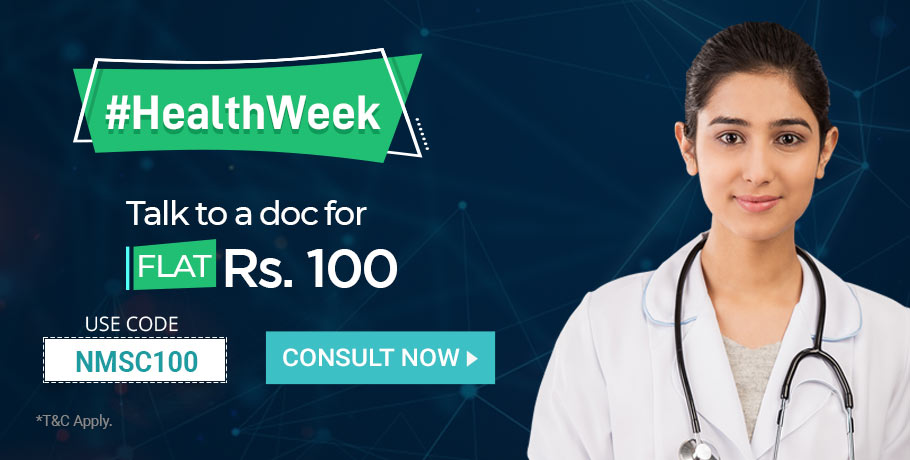 #HealthWeek
Talk to a doc for
FLAT Rs. 100
USE CODE
NMSC100
CONSULT NOW
*T&C Apply.